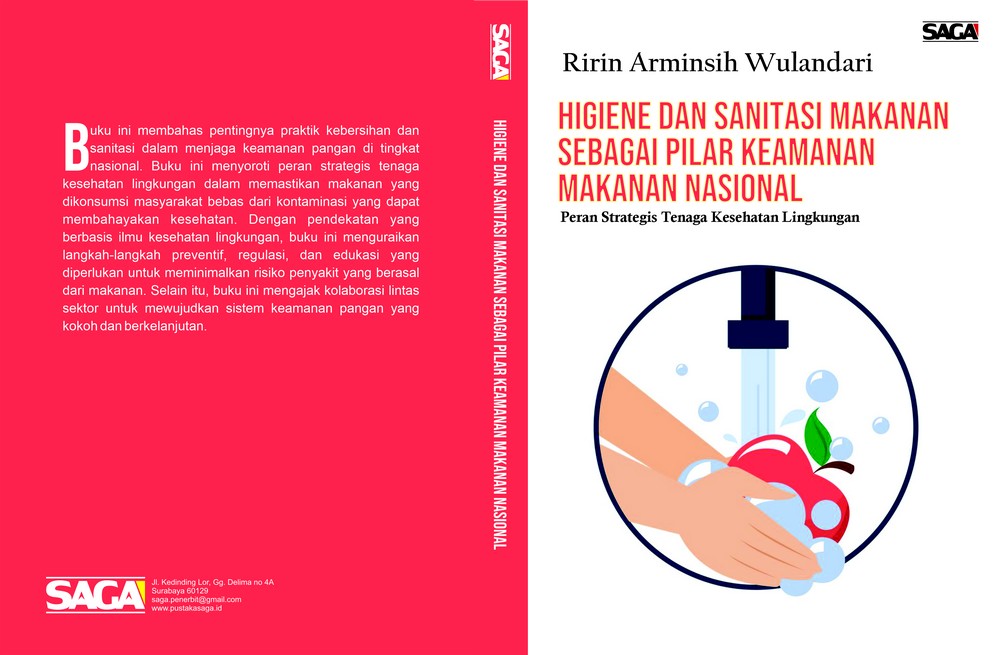 Buku ini membahas pentingnya praktik kebersihan dan
sanitasi dalam menjaga keamanan pangan di tingkat
nasional. Buku ini menyoroti peran strategis tenaga
kesehatan lingkungan dalam memastikan makanan yang
dikonsumsi masyarakat bebas dari kontaminasi yang dapat
membahayakan kesehatan. Dengan pendekatan yang
berbasis ilmu kesehatan lingkungan, buku ini menguraikan
langkah-langkah preventif, regulasi, dan edukasi yang
diperlukan untuk meminimalkan risiko penyakit yang berasal
dari makanan. Selain itu, buku ini mengajak kolaborasi lintas
sektor untuk mewujudkan sistem keamanan pangan yang
kokoh dan berkelanjutan.
SAGA
Jl. Kedinding Lor, Gg. Delima no 4A
Surabaya 60129
saga.penerbit@gmail.com
www.pustakasaga.id
SAGA
HIGIENE DAN SANITASI MAKANAN SEBAGAI PILAR KEAMANAN MAKANAN NASIONAL
SAGA
Ririn Arminsih Wulandari
HIGIENE DAN SANITASI MAKANAN
SEBAGAI PILAR KEAMANAN
MAKANAN NASIONAL
Peran Strategis Tenaga Kesehatan Lingkungan